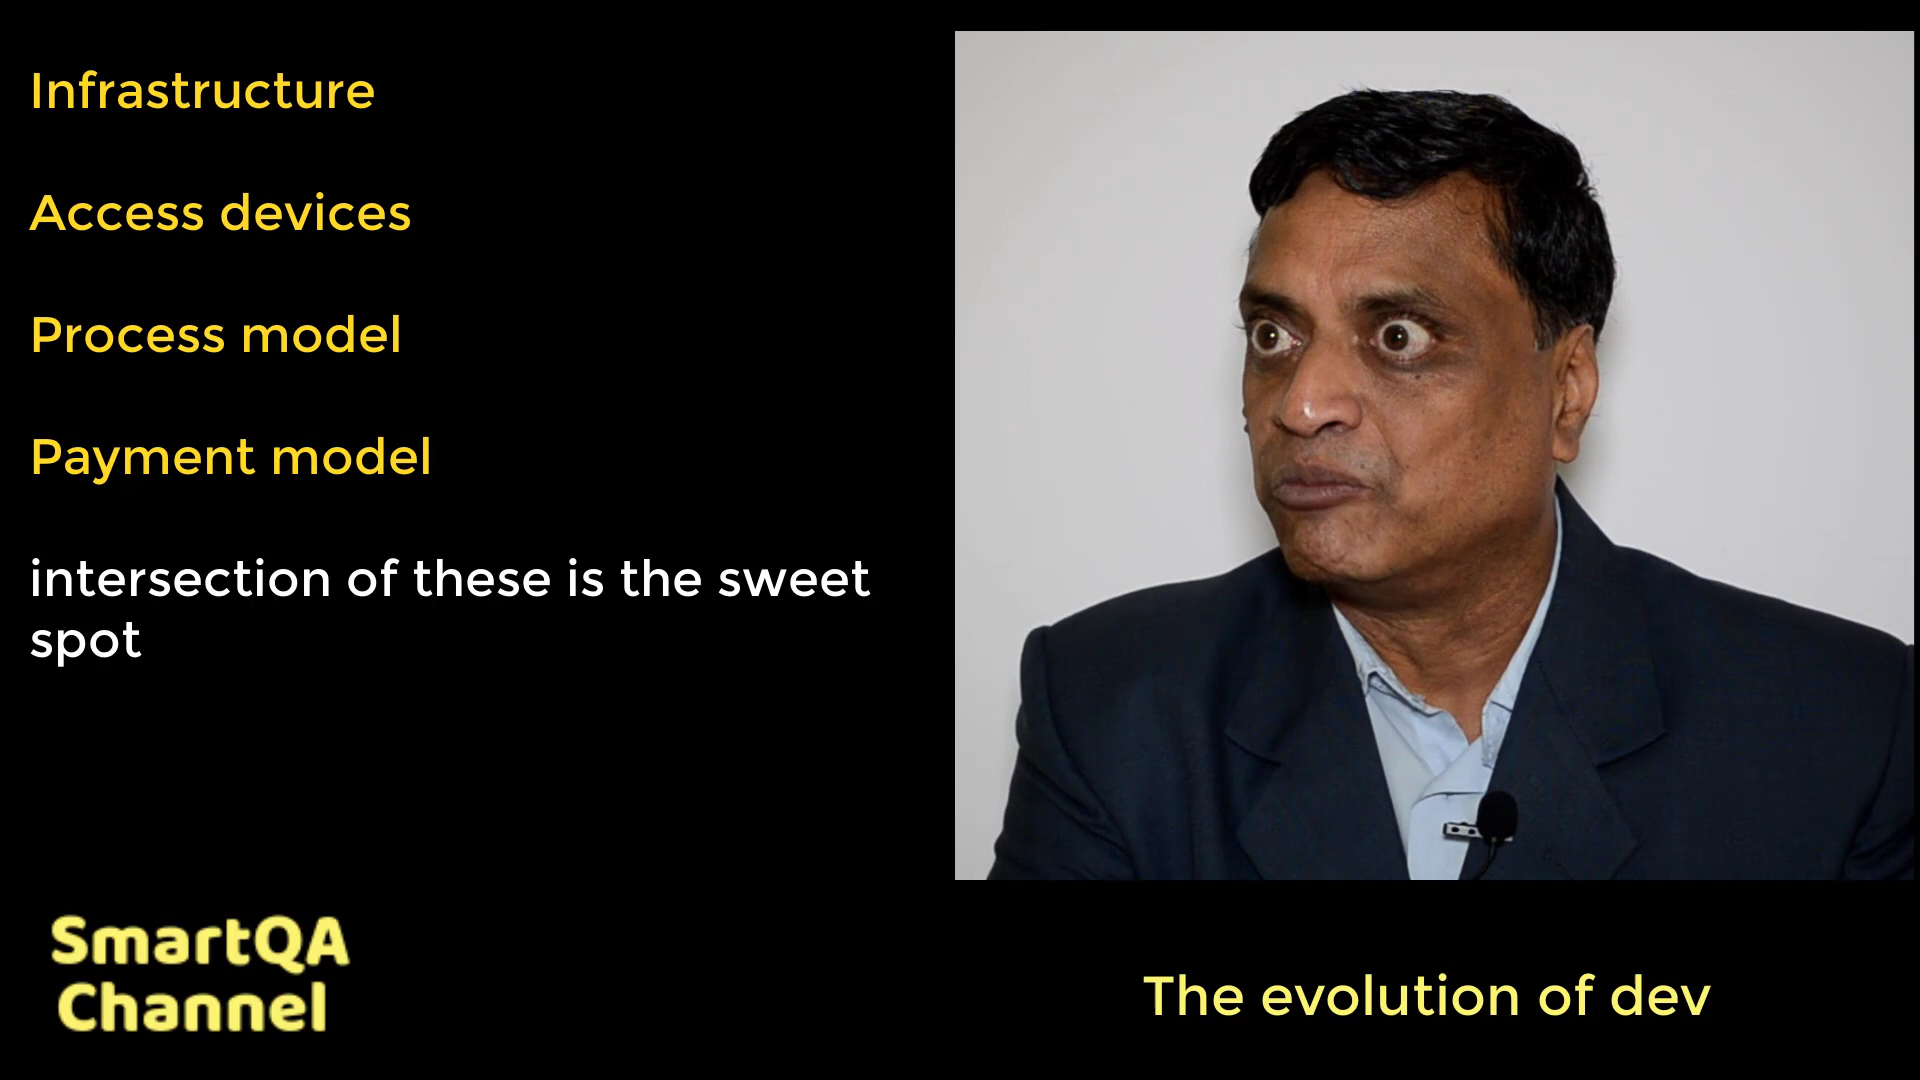 Infrastructure
Access devices
Process model
Payment model
intersection of these is the sweet
spot
SmartQA
Channel
The evolution of dev